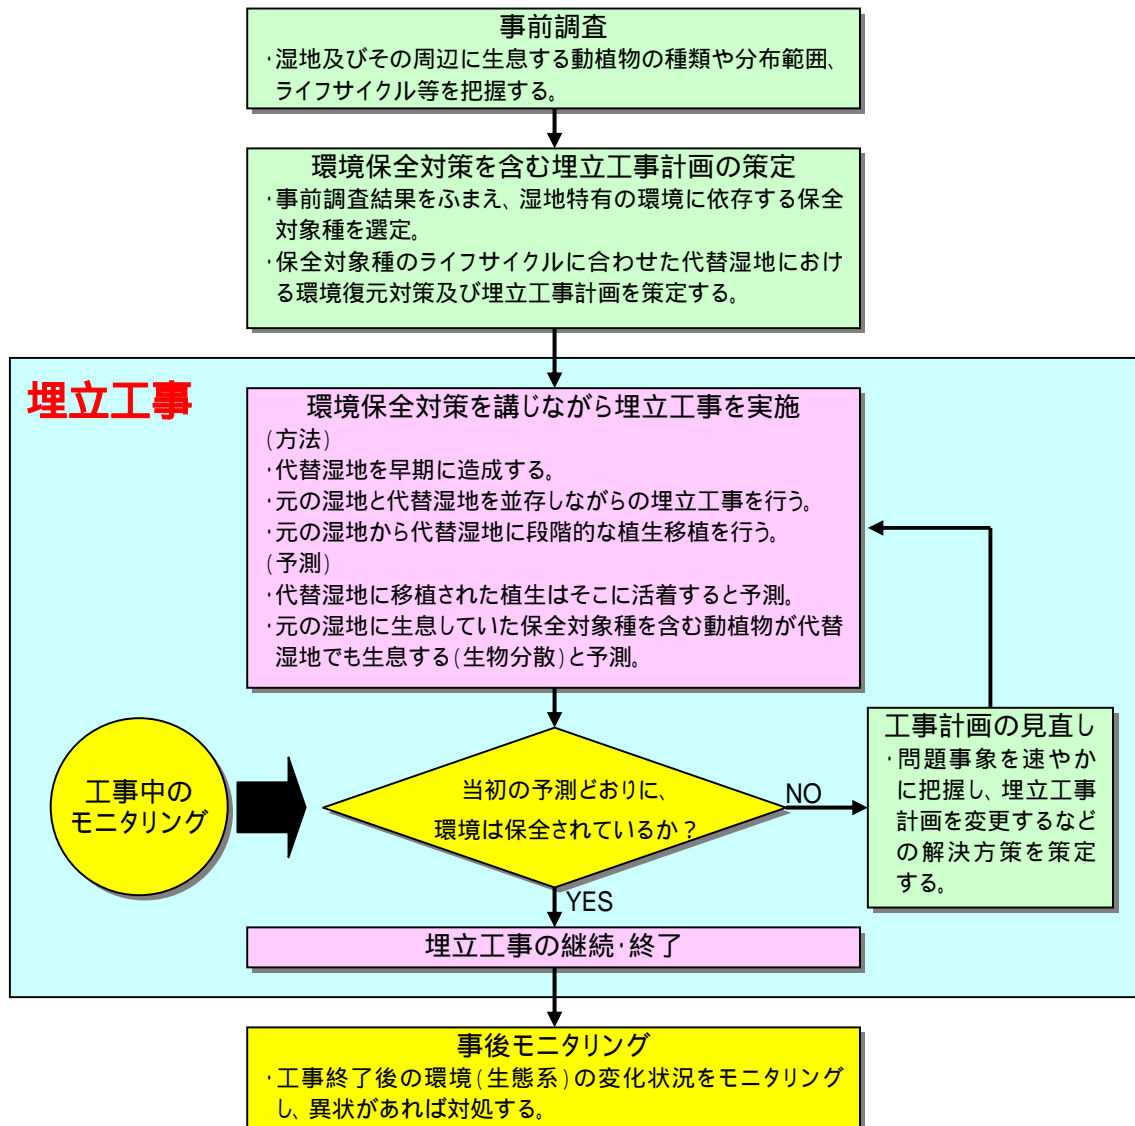 事前調査
･湿地及びその周辺に生息する動植物の種類や分布範囲、
ライフサイクル等を把握する。
環境保全対策を含む埋立工事計画の策定
･事前調査結果をふまえ、湿地特有の環境に依存する保全
対象種を選定。
･保全対象種のライフサイクルに合わせた代替湿地におけ
る環境復元対策及び埋立工事計画を策定する。
埋立工事
環境保全対策を講じながら埋立工事を実施
(方法)
･代替湿地を早期に造成する。
･元の湿地と代替湿地を並存しながらの埋立工事を行う。
･元の湿地から代替湿地に段階的な植生移植を行う。
(予測)
･代替湿地に移植された植生はそこに活着すると予測。
･元の湿地に生息していた保全対象種を含む動植物が代替
湿地でも生息する(生物分散)と予測。
工事中の
モニタリング
当初の予測どおりに、
環境は保全されているか？
NO
工事計画の見直し
･問題事象を速やか
に把握し、埋立工事
計画を変更するなど
の解決方策を策定
する。
YES
埋立工事の継続･終了
事後モニタリング
･工事終了後の環境(生態系)の変化状況をモニタリング
し、異状があれば対処する。